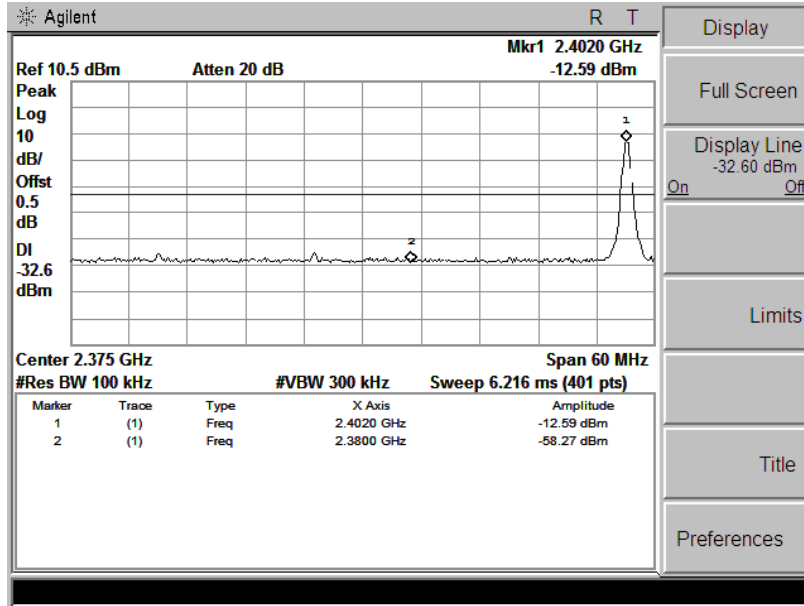 Agilent
R T
Mkr1 2.4020 GHz
Ref 10.5 dBm Atten 20 dB -12.59 dBm
Peak
Log
10
dB/
Offst
0.5
dB
DI
-32.6
dBm
1
2
Center 2.375 GHz Span 60 MHz
#Res BW 100 kHz #VBW 300 kHz Sweep 6.216 ms (401 pts)
Marker Trace Type X Axis Amplitude
1 (1) Freq 2.4020 GHz -12.59 dBm
2 (1) Freq 2.3800 GHz -58.27 dBm
Display
Full Screen
Display Line
-32.60 dBm
On Off
Limits
Title
Preferences